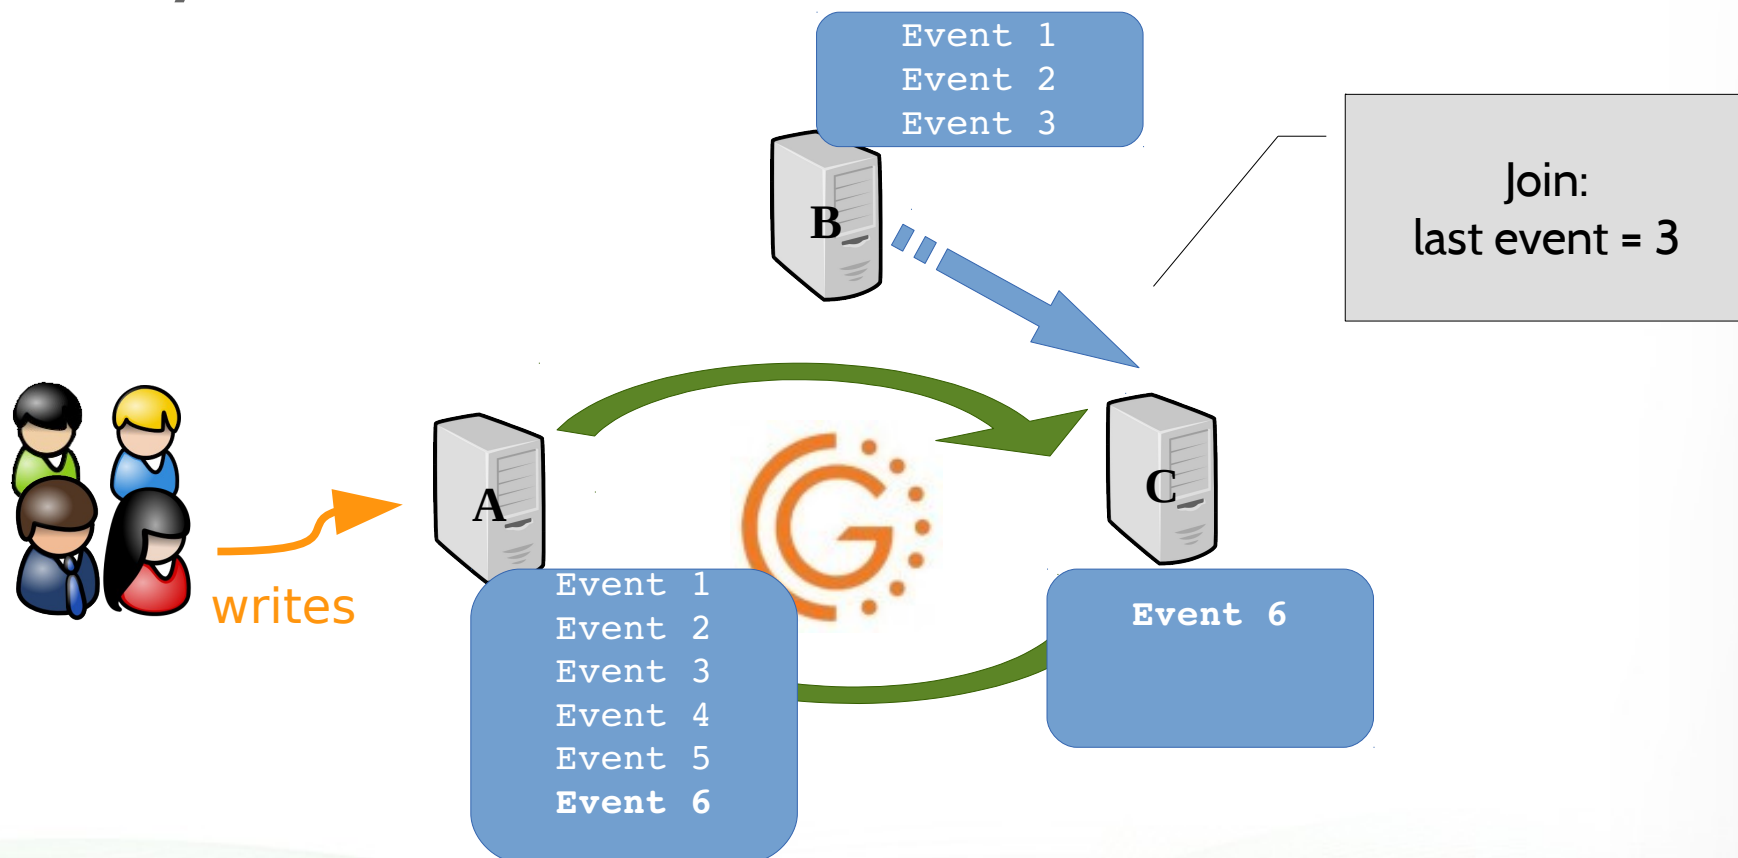 Event 1
Event 2
Event 3
Join:
last event = 3
B
A
C
writes
Event 1
Event 2
Event 3
Event 4
Event 5
Event 6
Event 6